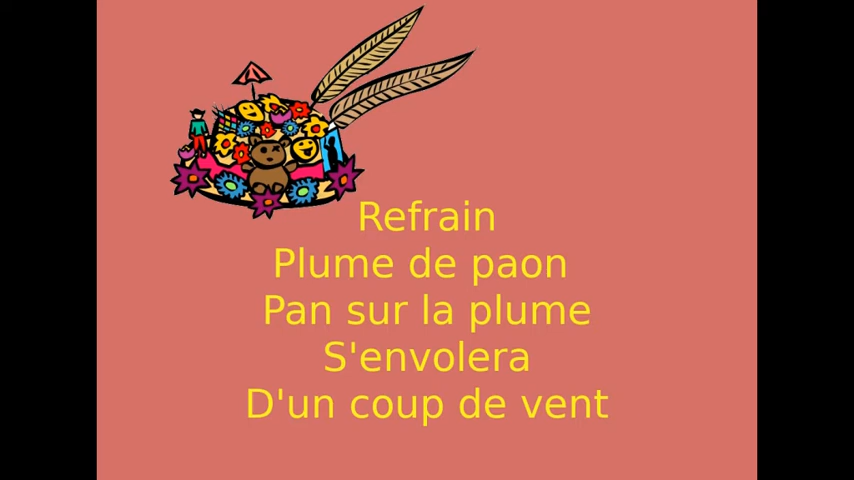 Refrain
Plume de paon
Pan sur la plume
S'envolera
D'un coup de vent